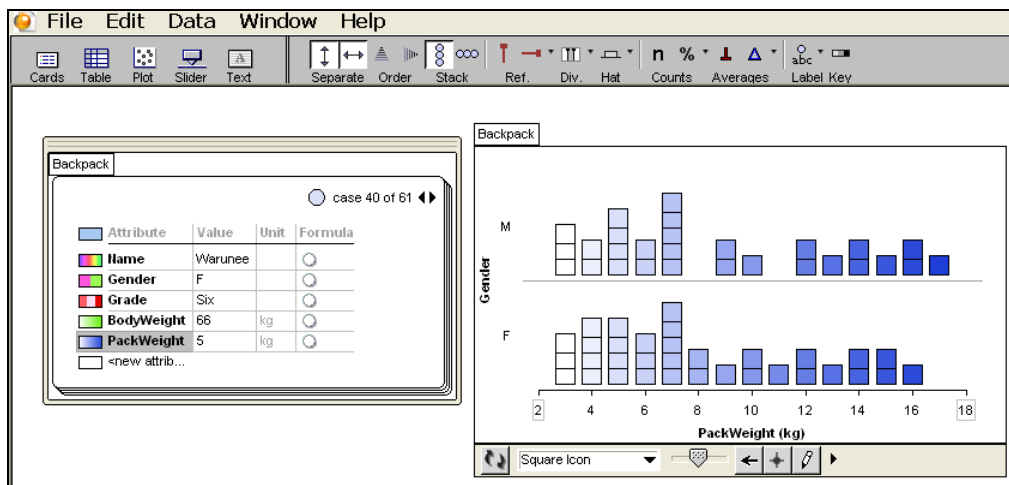 File Edit Data Window Help
Cards Table Plot Slider Text Separate Order Stack Ref. Div. Hat Counts Averages Label Key
n %
A
abc
Backpack
case 40 of 61
Attribute Value Unit Formula
Name Warunee
Gender F
Grade Six
BodyWeight 66 kg
PackWeight 5 kg
<new attrib...
Backpack
M
Gender
F
2 4 6 8 10 12 14 16 18
PackWeight (kg)
Square Icon